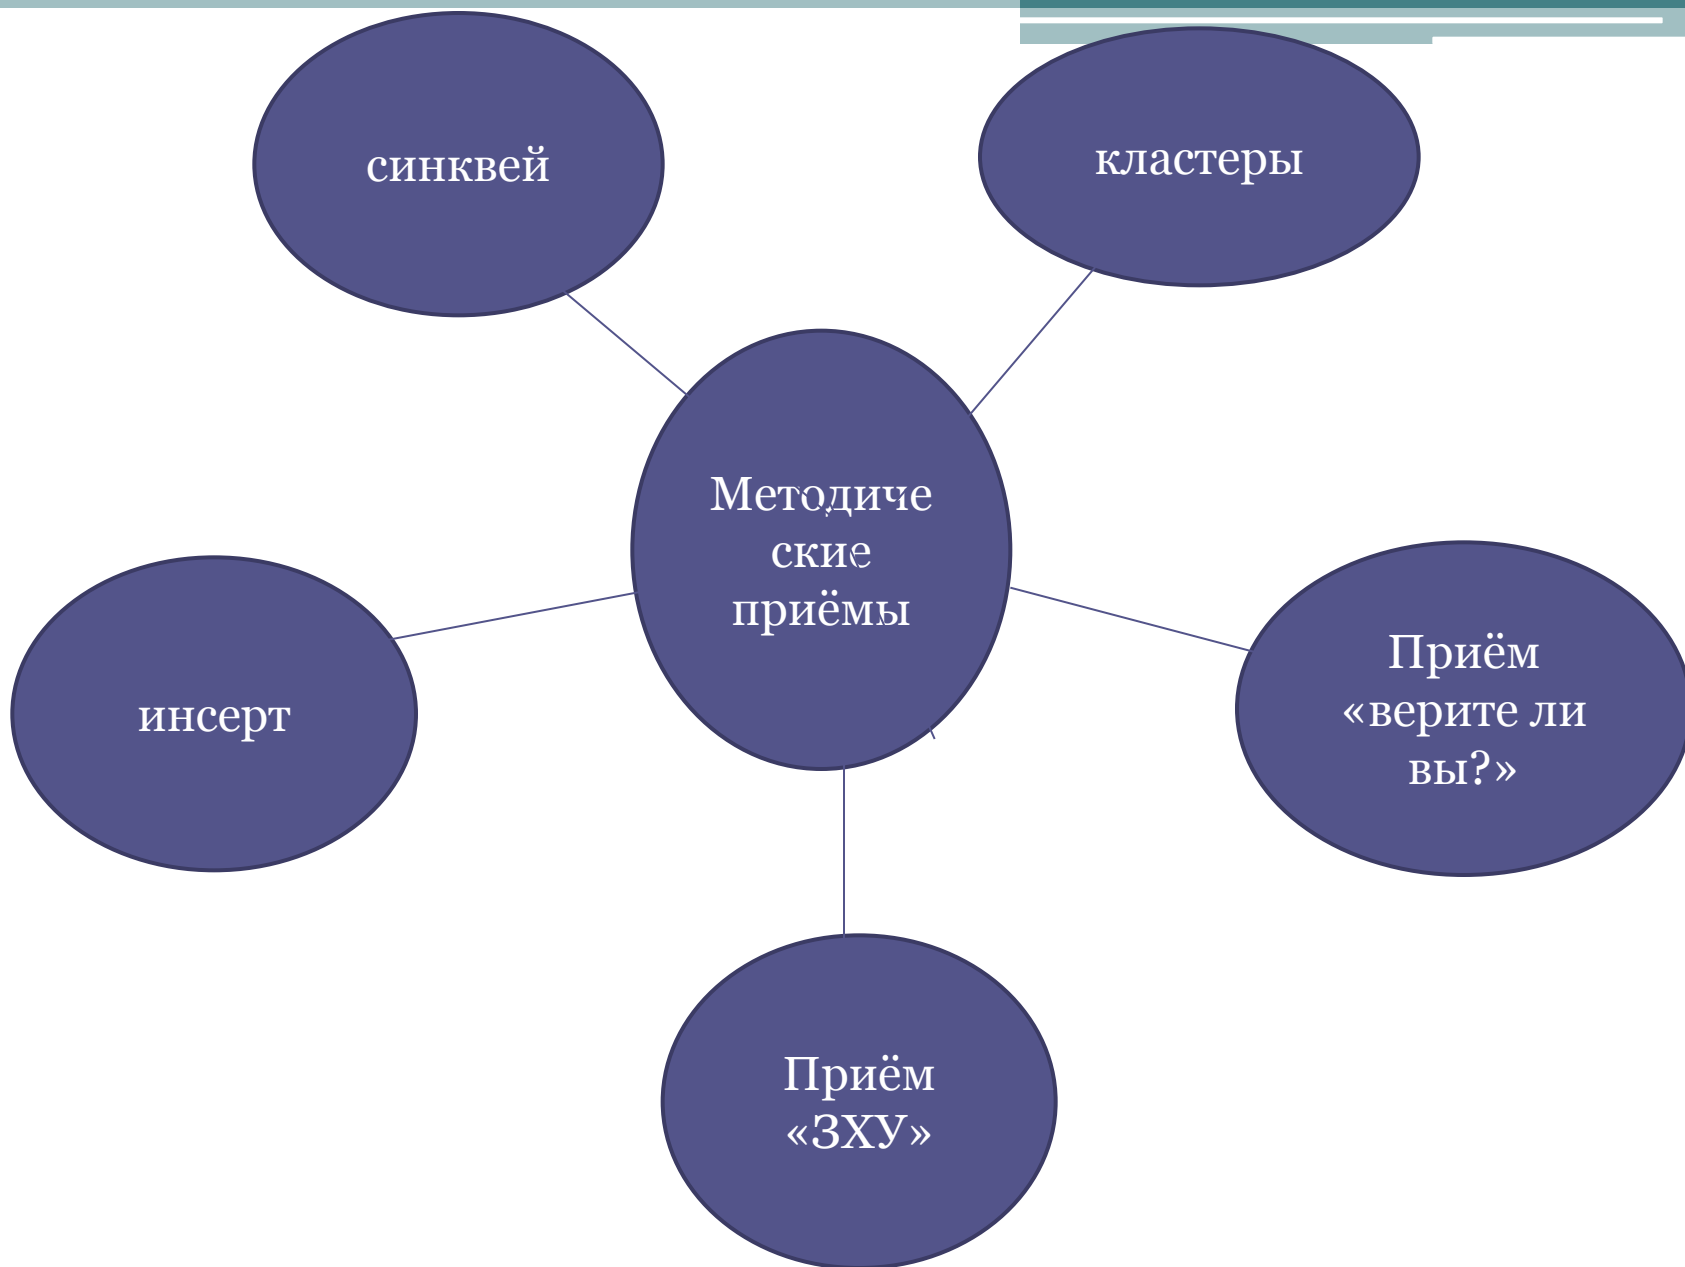 синквей
кластеры
Методиче
ские
приёмы
Приём
«верите ли
вы?»
инсерт
Приём
«ЗХУ»